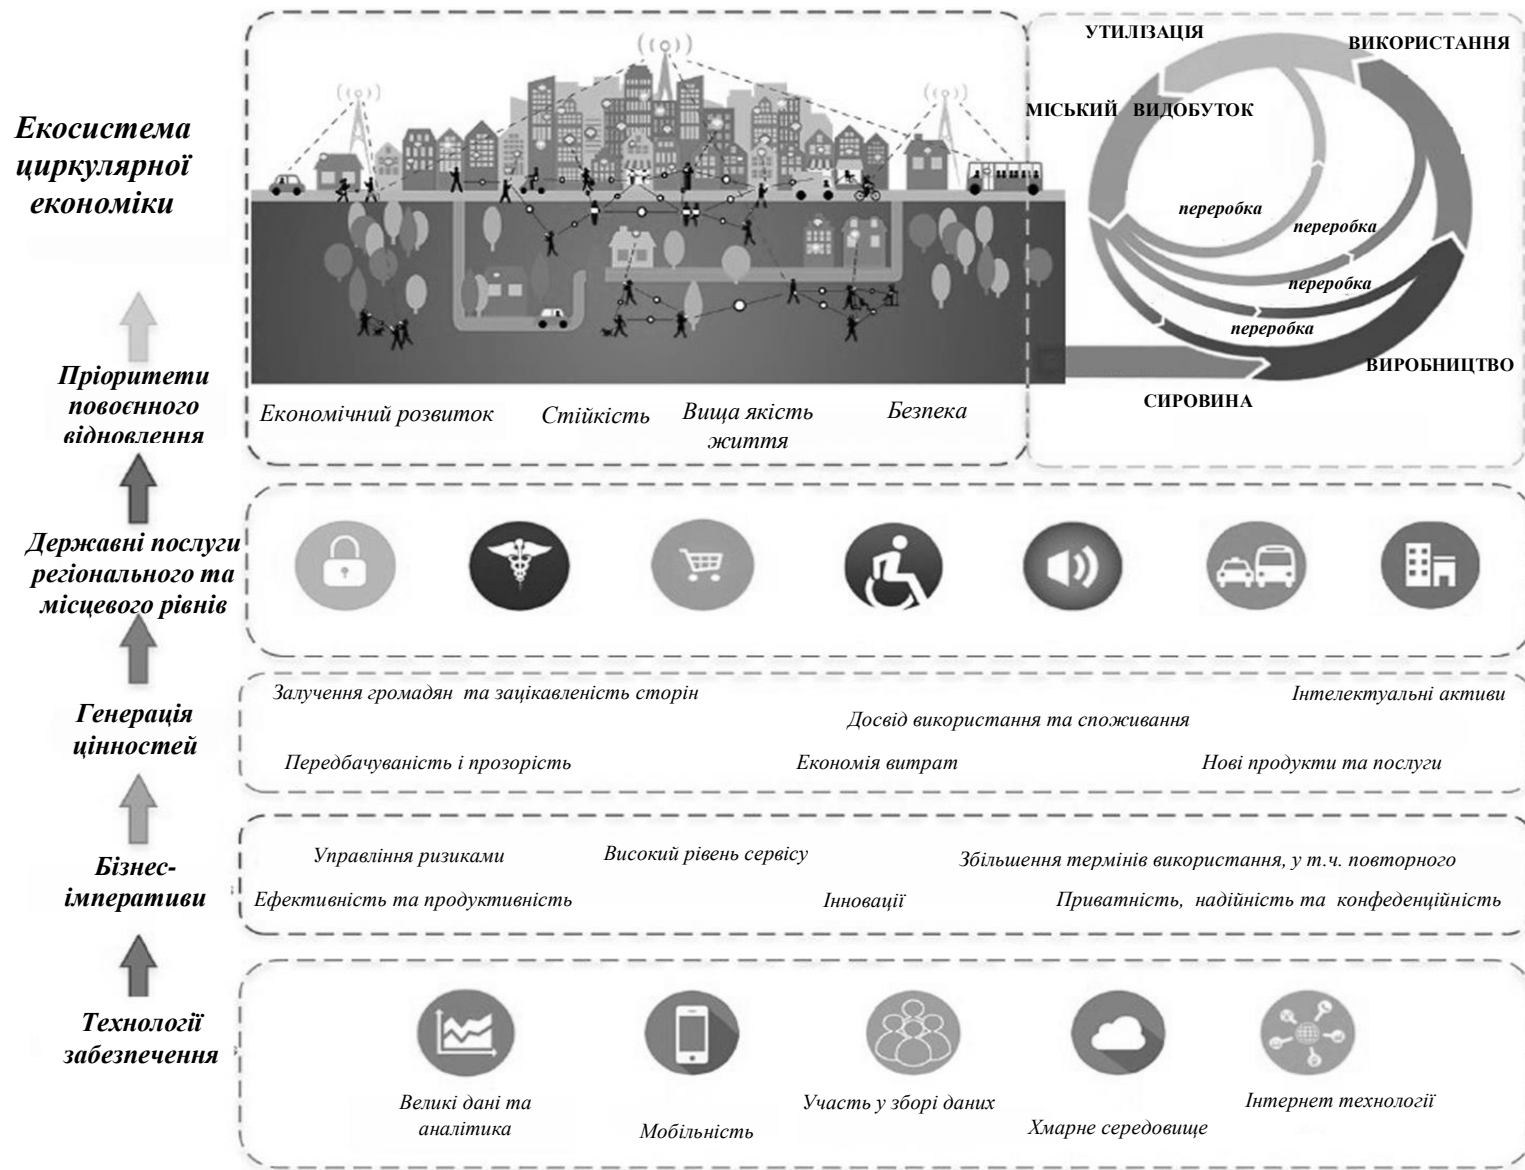 УТИЛІЗАЦІЯ
ВИКОРИСТАННЯ
МІСЬКИЙ ВИДОБУТОК
переробка
переробка
переробка
переробка
ВИРОБНИЦТВО
СИРОВИНА
Екосистема
циркулярної
економіки
Пріоритети
повоєнного
відновлення
Економічний розвиток
Стійкість
Вища якість
життя
Безпека
Державні послуги
регіонального та
місцевого рівнів
Генерація
цінностей
Залучення громадян та зацікавленість сторін
Інтелектуальні активи
Досвід використання та споживання
Передбачуваність і прозорість
Економія витрат
Нові продукти та послуги
Бізнес-
імперативи
Управління ризиками
Високий рівень сервісу
Збільшення термінів використання, у т.ч. повторного
Ефективність та продуктивність
Інновації
Приватність, надійність та конфеденційність
Технології
забезпечення
Великі дані та
аналітика
Мобільність
Участь у зборі даних
Хмарне середовище
Інтернет технології